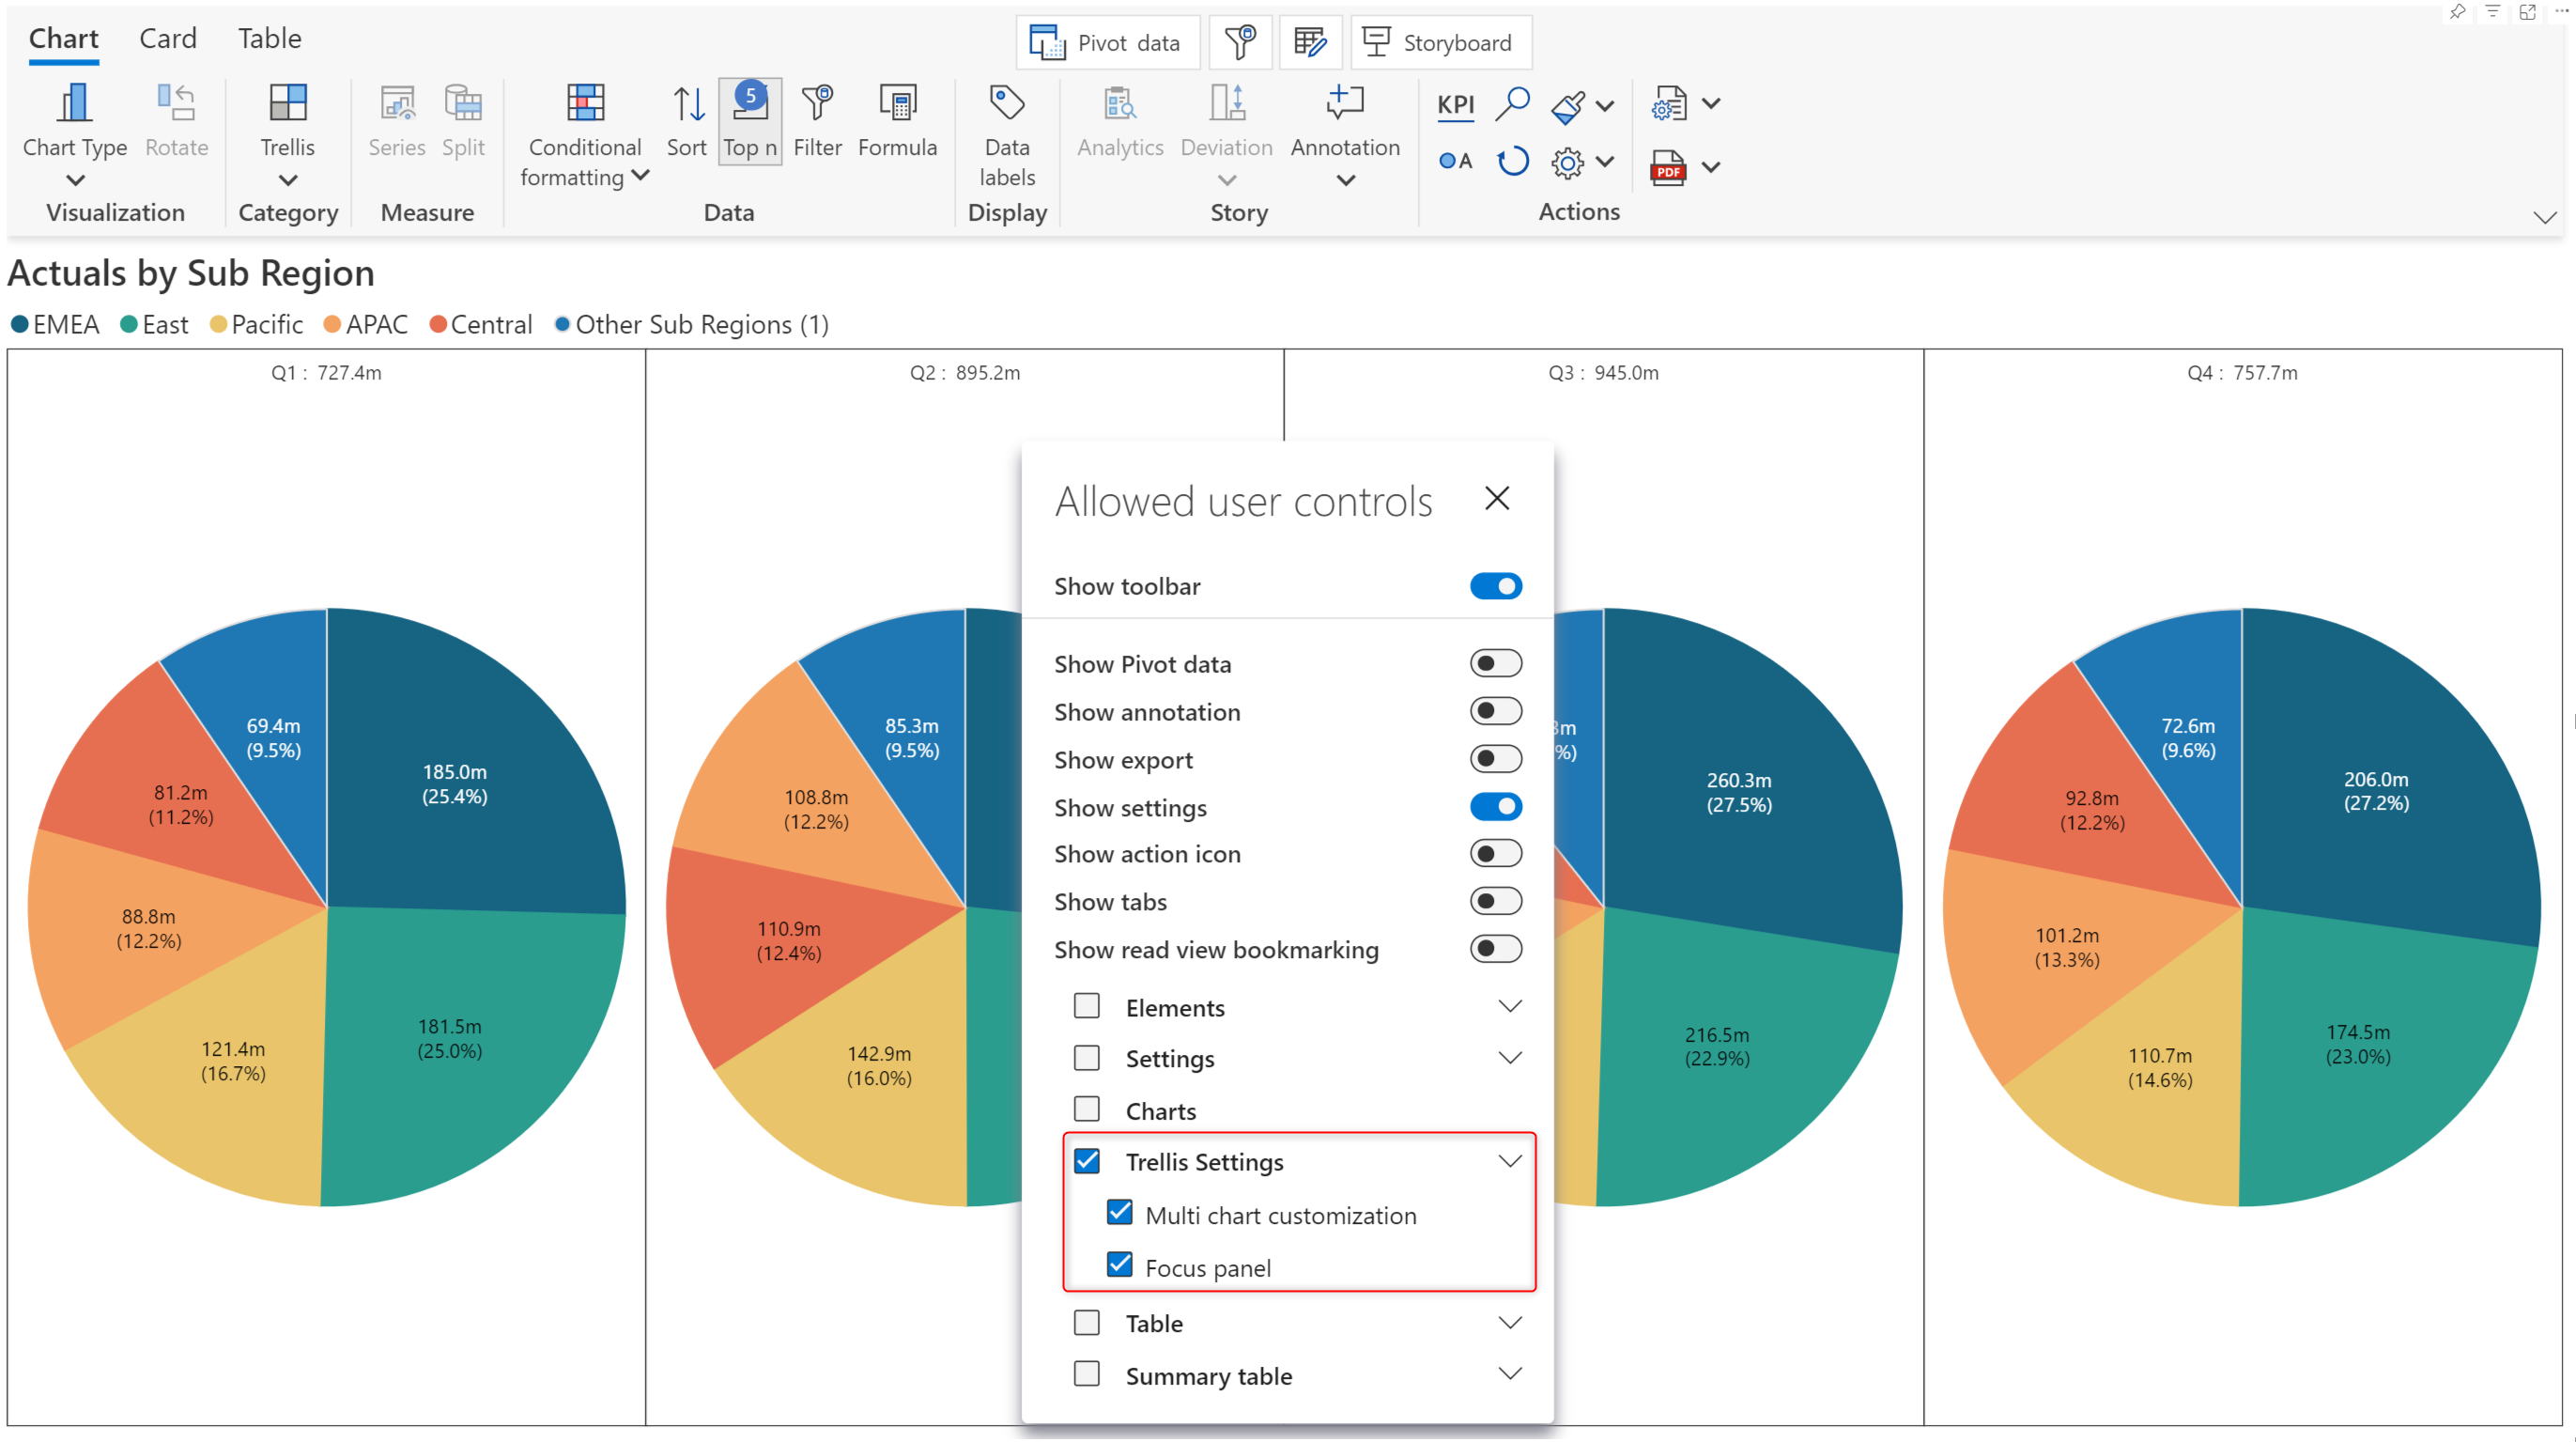 Chart Card Table
Pivot data
Storyboard
Chart Type
Rotate
Trellis
Series
Split
Conditional
formatting
Sort
5
Top n
Filter
Formula
Data
labels
Analytics
Deviation
Annotation
KPI
A
PDF
Visualization
Category
Measure
Data
Display
Story
Actions
Actuals by Sub Region
EMEA East Pacific APAC Central Other Sub Regions (1)
Q1 : 727.4m
69.4m
(9.5%)
185.0m
(25.4%)
81.2m
(11.2%)
88.8m
(12.2%)
121.4m
(16.7%)
181.5m
(25.0%)
Q2 : 895.2m
85.3m
(9.5%)
108.8m
(12.2%)
110.9m
(12.4%)
142.9m
(16.0%)
Allowed user controls
Show toolbar
Show Pivot data
Show annotation
Show export
Show settings
Show action icon
Show tabs
Show read view bookmarking
Elements
Settings
Charts
Trellis Settings
Multi chart customization
Focus panel
Table
Summary table
Q3 : 945.0m
%)
260.3m
(27.5%)
216.5m
(22.9%)
Q4 : 757.7m
72.6m
(9.6%)
206.0m
(27.2%)
92.8m
(12.2%)
101.2m
(13.3%)
110.7m
(14.6%)
174.5m
(23.0%)